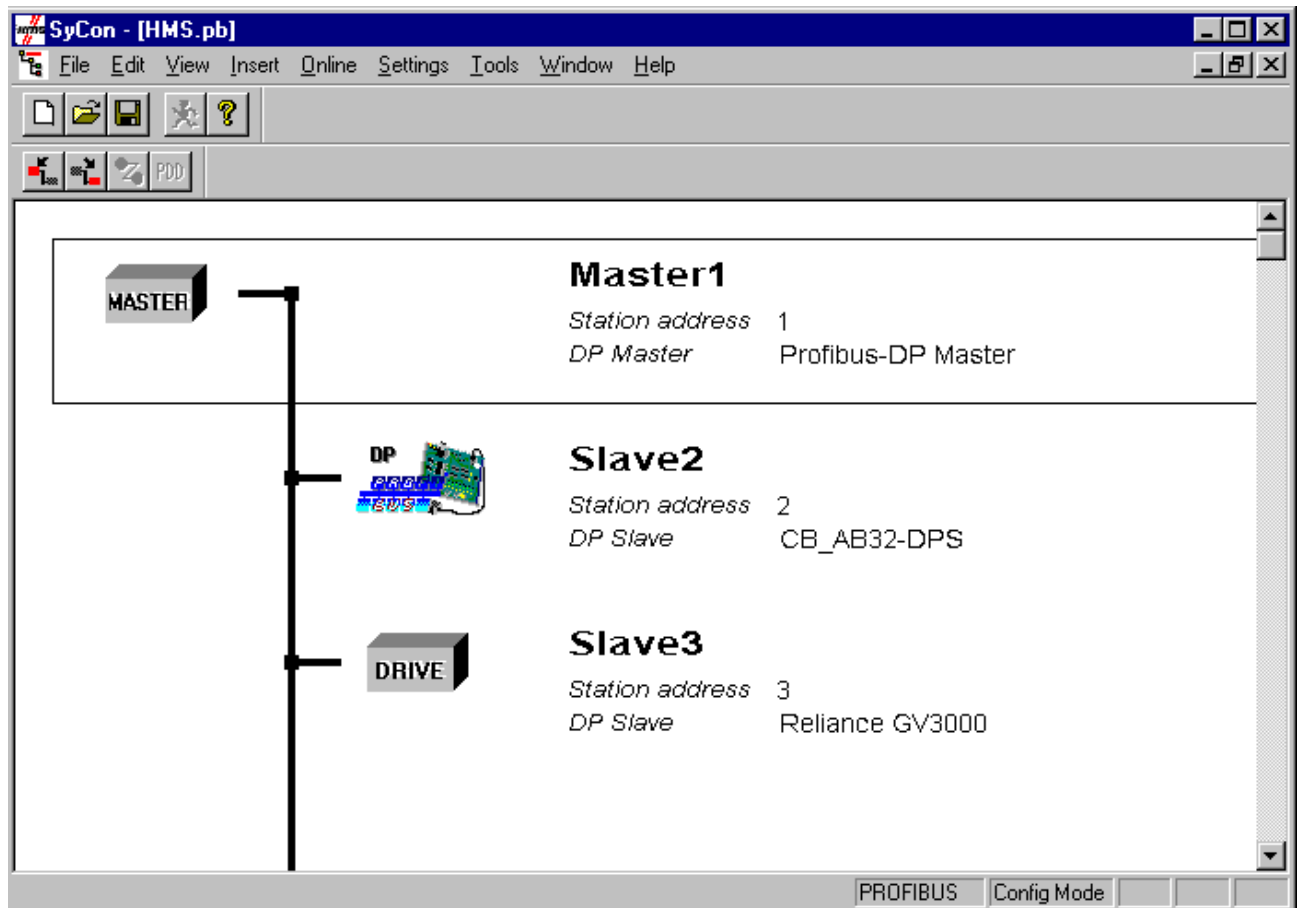 SyCon - [HMS.pb]
File Edit View Insert Online Settings Tools Window Help
PDD
MASTER
Master1
Station address 1
DP Master Profibus-DP Master
DP
PROFI
BUS
Slave2
Station address 2
DP Slave CB_AB32-DPS
DRIVE
Slave3
Station address 3
DP Slave Reliance GV3000
PROFIBUS Config Mode